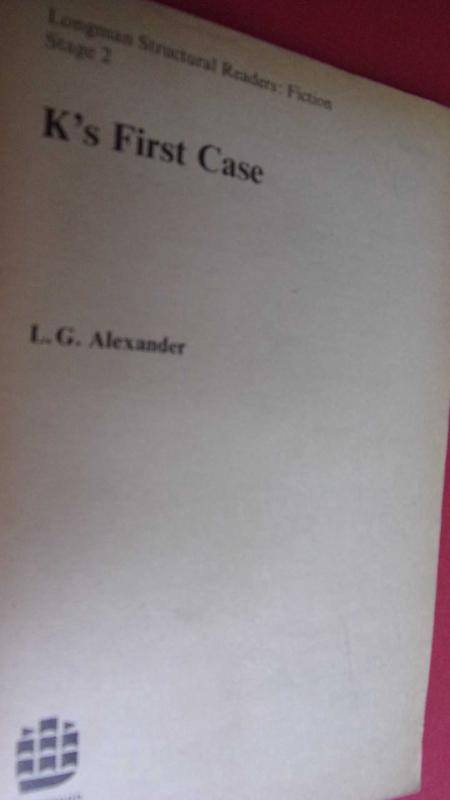 Longman Structural Readers: Fiction
Stage 2
K's First Case
L. G. Alexander